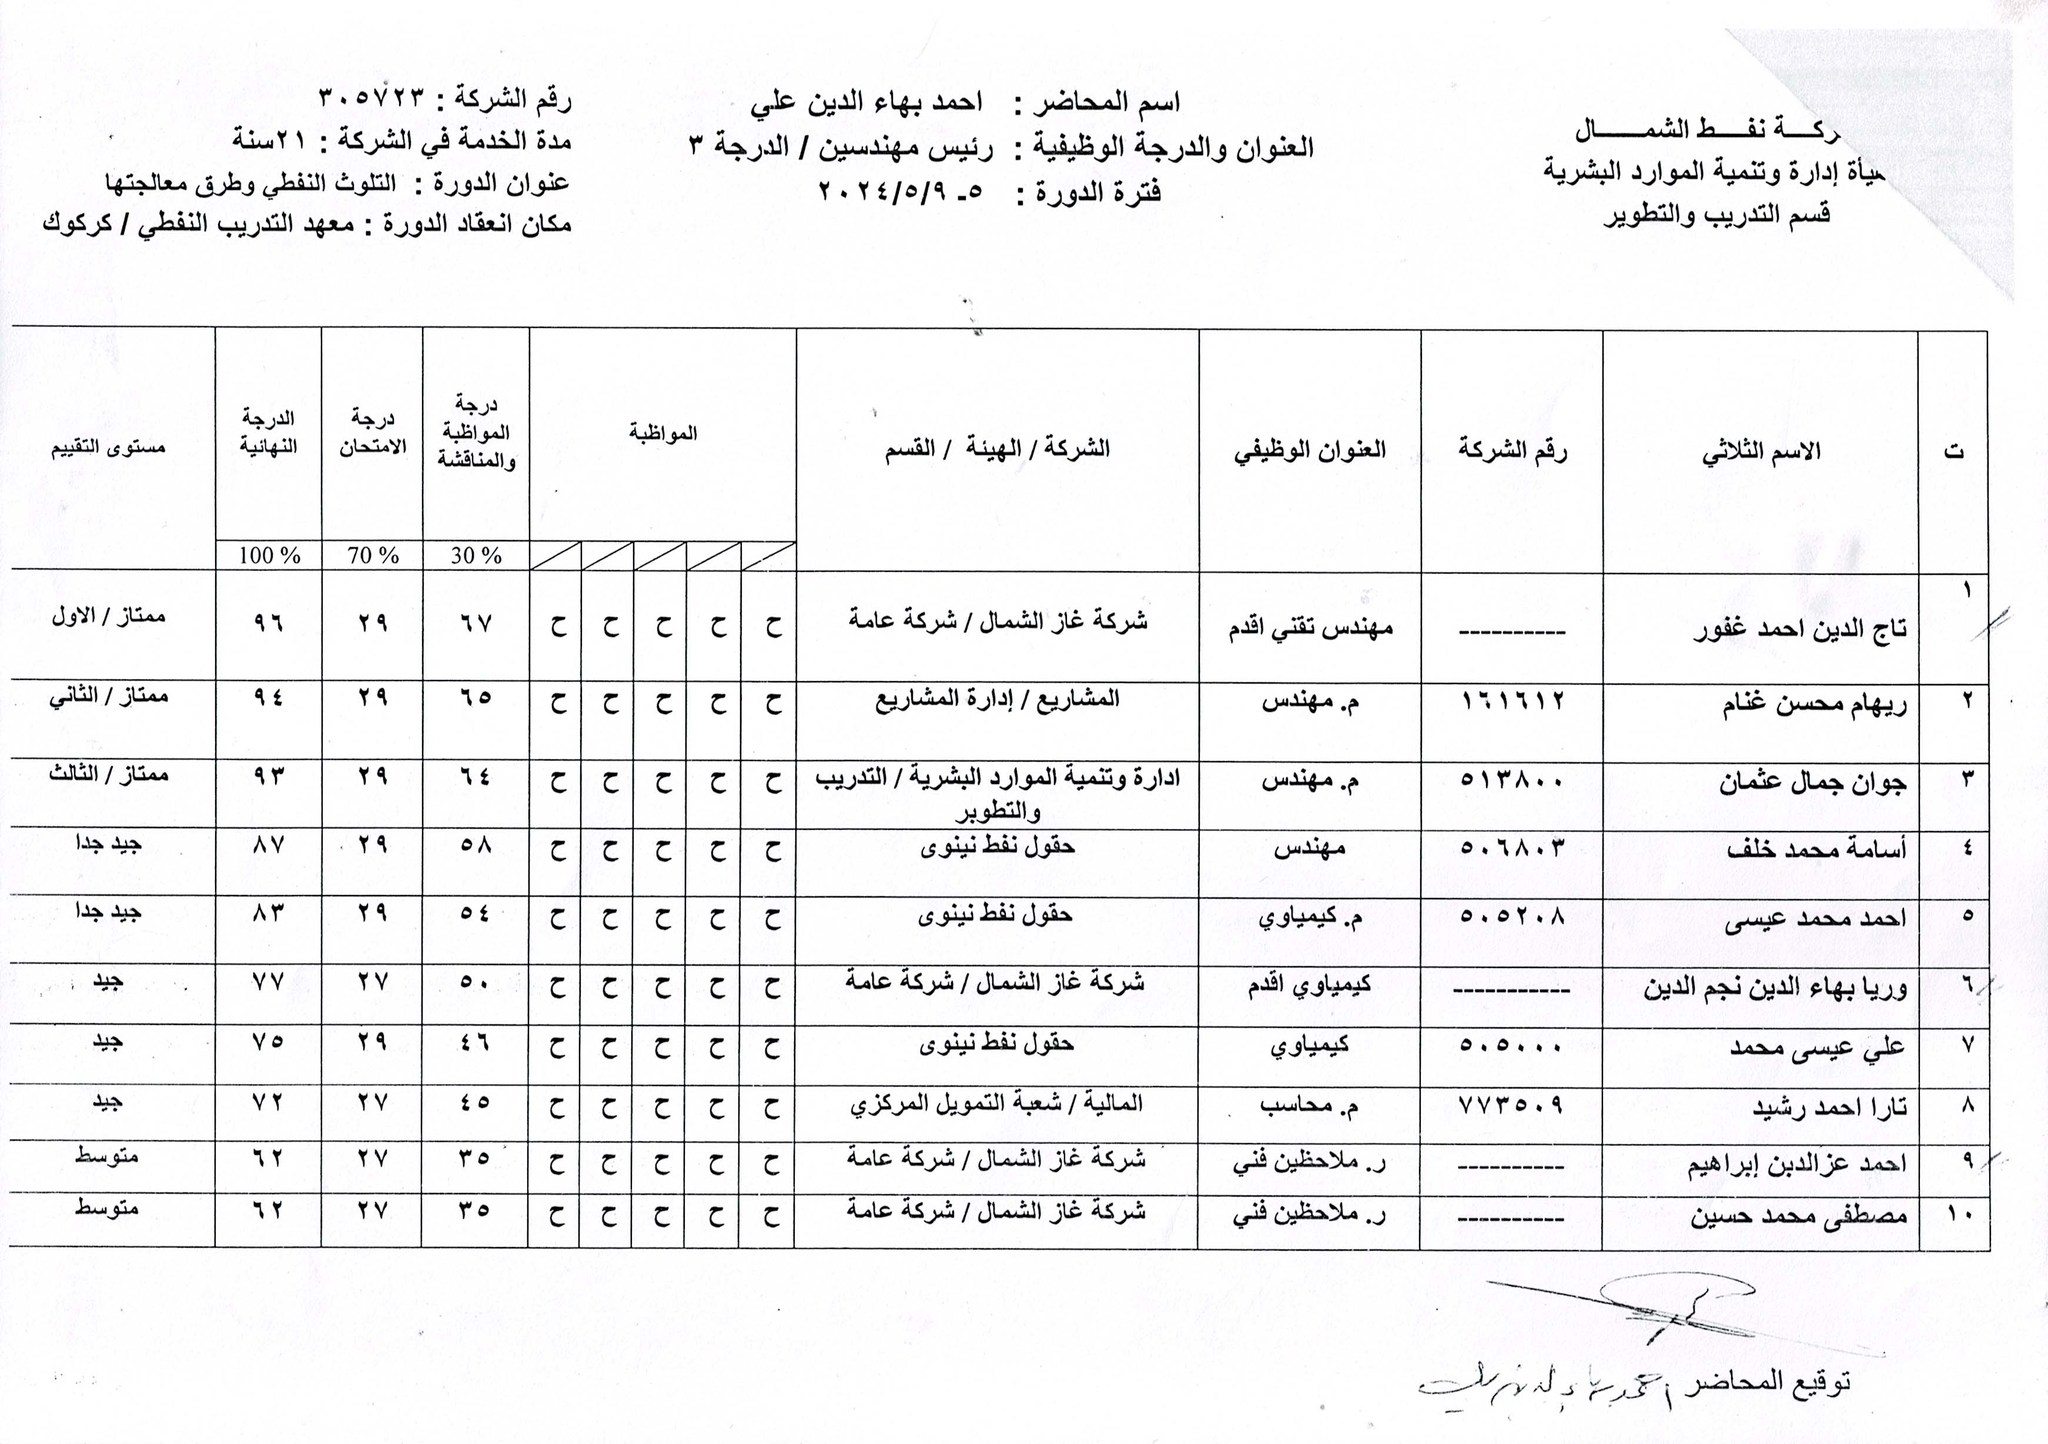 ركـــة نفـــط الشمـــــال
يأة إدارة وتنمية الموارد البشرية
قسم التدريب والتطوير
اسم المحاضر : احمد بهاء الدين علي
العنوان والدرجة الوظيفية : رئيس مهندسين / الدرجة ٣
فترة الدورة : ٥ـ ٢٠٢٤/٥/٩
رقم الشركة : ٣٠٥٧٢٣
مدة الخدمة في الشركة : ٢١سنة
عنوان الدورة : التلوث النفطي وطرق معالجتها
مكان انعقاد الدورة : معهد التدريب النفطي / كركوك
ت الاسم الثلاثي رقم الشركة العنوان الوظيفي الشركة / الهيئة / القسم المواظبة درجة المواظبة والمناقشة درجة الامتحان الدرجة النهائية مستوى التقييم
30 % 70 % 100 %
١ تاج الدين احمد غفور ---------- مهندس تقني اقدم شركة غاز الشمال / شركة عامة ح ح ح ح ح ٦٧ ٢٩ ٩٦ ممتاز / الاول
٢ ريهام محسن غنام ١٦١٦١٢ م. مهندس المشاريع / إدارة المشاريع ح ح ح ح ح ٦٥ ٢٩ ٩٤ ممتاز / الثاني
٣ جوان جمال عثمان ٥١٣٨٠٠ م. مهندس ادارة وتنمية الموارد البشرية / التدريب والتطوير ح ح ح ح ح ٦٤ ٢٩ ٩٣ ممتاز / الثالث
٤ أسامة محمد خلف ٥٠٦٨٠٣ مهندس حقول نفط نينوى ح ح ح ح ح ٥٨ ٢٩ ٨٧ جيد جدا
٥ احمد محمد عيسى ٥٠٥٢٠٨ م. كيمياوي حقول نفط نينوى ح ح ح ح ح ٥٤ ٢٩ ٨٣ جيد جدا
٦ وريا بهاء الدين نجم الدين ----------- كيمياوي اقدم شركة غاز الشمال / شركة عامة ح ح ح ح ح ٥٠ ٢٧ ٧٧ جيد
٧ علي عيسى محمد ٥٠٥٠٠٠ كيمياوي حقول نفط نينوى ح ح ح ح ح ٤٦ ٢٩ ٧٥ جيد
٨ تارا احمد رشيد ٧٧٣٥٠٩ م. محاسب المالية / شعبة التمويل المركزي ح ح ح ح ح ٤٥ ٢٧ ٧٢ جيد
٩ احمد عزالدين إبراهيم ---------- ر. ملاحظين فني شركة غاز الشمال / شركة عامة ح ح ح ح ح ٣٥ ٢٧ ٦٢ متوسط
١٠ مصطفى محمد حسين ---------- ر. ملاحظين فني شركة غاز الشمال / شركة عامة ح ح ح ح ح ٣٥ ٢٧ ٦٢ متوسط
توقيع المحاضر احمد بهاء الدين علي